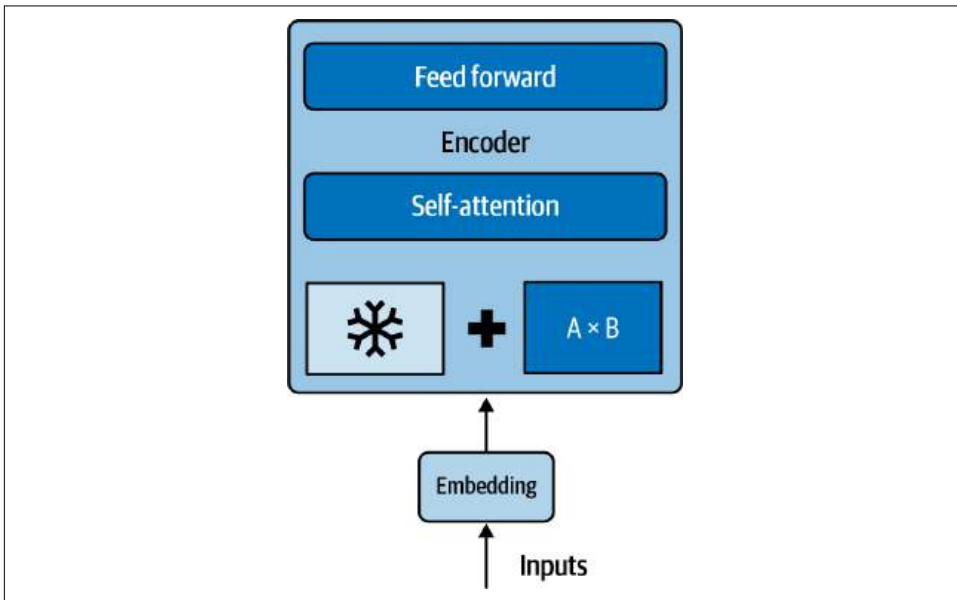 Feed forward
Encoder
Self-attention
A × B
Embedding
Inputs